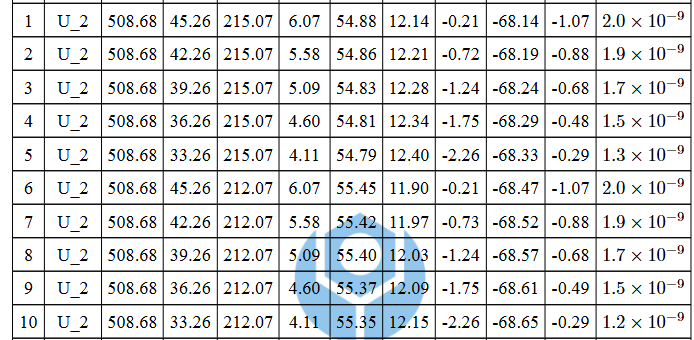 1 U_2 508.68 45.26 215.07 6.07 54.88 12.14 -0.21 -68.14 -1.07 2.0 × 10⁻⁹
2 U_2 508.68 42.26 215.07 5.58 54.86 12.21 -0.72 -68.19 -0.88 1.9 × 10⁻⁹
3 U_2 508.68 39.26 215.07 5.09 54.83 12.28 -1.24 -68.24 -0.68 1.7 × 10⁻⁹
4 U_2 508.68 36.26 215.07 4.60 54.81 12.34 -1.75 -68.29 -0.48 1.5 × 10⁻⁹
5 U_2 508.68 33.26 215.07 4.11 54.79 12.40 -2.26 -68.33 -0.29 1.3 × 10⁻⁹
6 U_2 508.68 45.26 212.07 6.07 55.45 11.90 -0.21 -68.47 -1.07 2.0 × 10⁻⁹
7 U_2 508.68 42.26 212.07 5.58 55.42 11.97 -0.73 -68.52 -0.88 1.9 × 10⁻⁹
8 U_2 508.68 39.26 212.07 5.09 55.40 12.03 -1.24 -68.57 -0.68 1.7 × 10⁻⁹
9 U_2 508.68 36.26 212.07 4.60 55.37 12.09 -1.75 -68.61 -0.49 1.5 × 10⁻⁹
10 U_2 508.68 33.26 212.07 4.11 55.35 12.15 -2.26 -68.65 -0.29 1.2 × 10⁻⁹